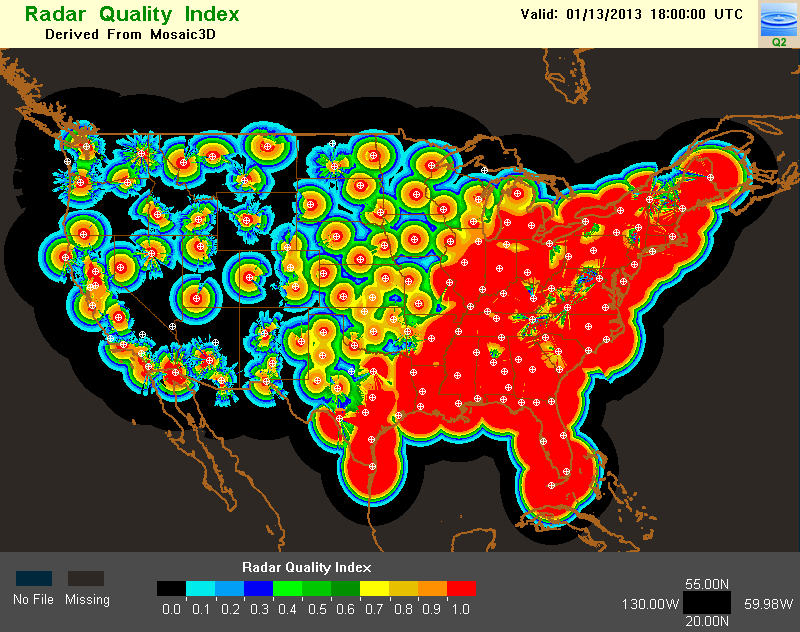 Radar Quality Index
Valid: 01/13/2013 18:00:00 UTC
Derived From Mosaic3D
Q2
Radar Quality Index
No File Missing
0.0 0.1 0.2 0.3 0.4 0.5 0.6 0.7 0.8 0.9 1.0
55.00N
130.00W 59.98W
20.00N